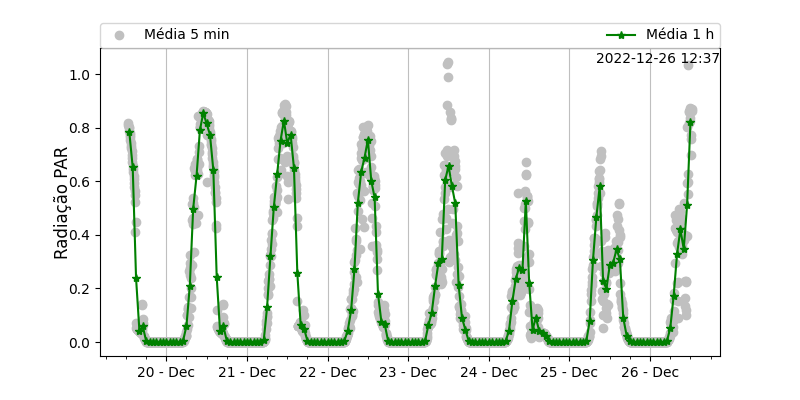 Média 5 min
Média 1 h
2022-12-26 12:37
Radiação PAR
1.0
0.8
0.6
0.4
0.2
0.0
20 - Dec
21 - Dec
22 - Dec
23 - Dec
24 - Dec
25 - Dec
26 - Dec